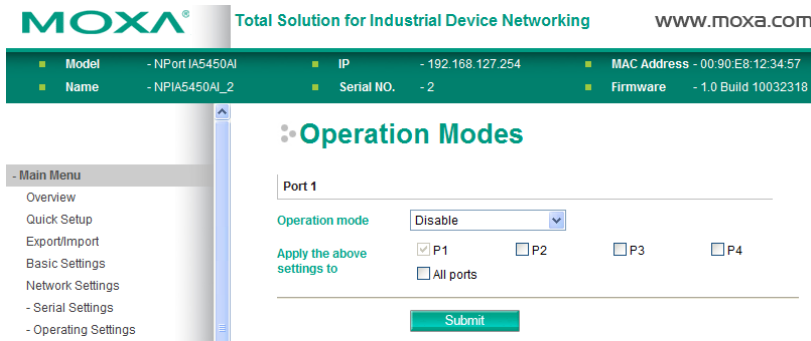 MOXA® Total Solution for Industrial Device Networking www.moxa.com
Model - NPort IA5450AI IP - 192.168.127.254 MAC Address - 00:90:E8:12:34:57
Name - NPIA5450AI_2 Serial NO. - 2 Firmware - 1.0 Build 10032318
Operation Modes
- Main Menu
Overview
Quick Setup
Export/Import
Basic Settings
Network Settings
- Serial Settings
- Operating Settings
Port 1
Operation mode Disable
Apply the above settings to P1 P2 P3 P4
All ports
Submit